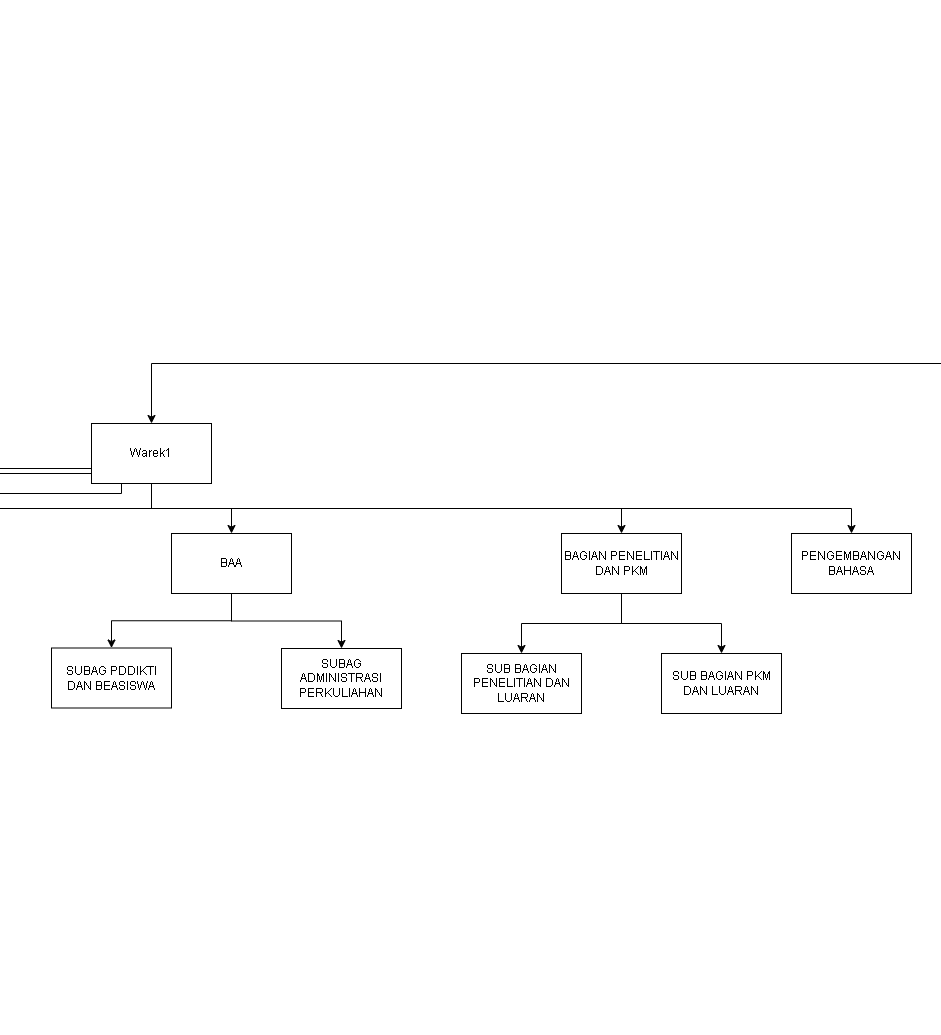 Warek1
BAA
BAGIAN PENELITIAN
DAN PKM
PENGEMBANGAN
BAHASA
SUBAG PDDIKTI
DAN BEASISWA
SUBAG
ADMINISTRASI
PERKULIAHAN
SUB BAGIAN
PENELITIAN DAN
LUARAN
SUB BAGIAN PKM
DAN LUARAN